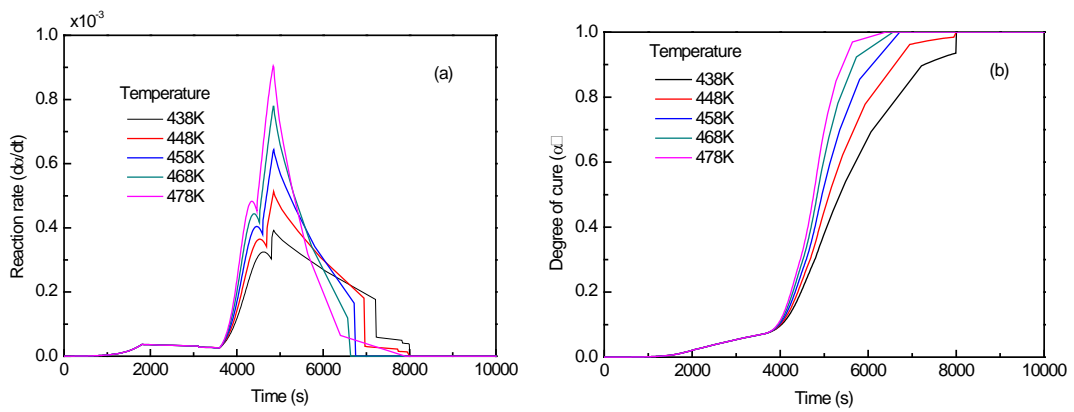 x10-3
1.0
0.8
0.6
0.4
0.2
0.0
Reaction rate (dα/dt)
(a)
Temperature
438K
448K
458K
468K
478K
0 2000 4000 6000 8000 10000
Time (s)
1.0
0.8
0.6
0.4
0.2
0.0
Degree of cure (α□
(b)
Temperature
438K
448K
458K
468K
478K
0 2000 4000 6000 8000 10000
Time (s)